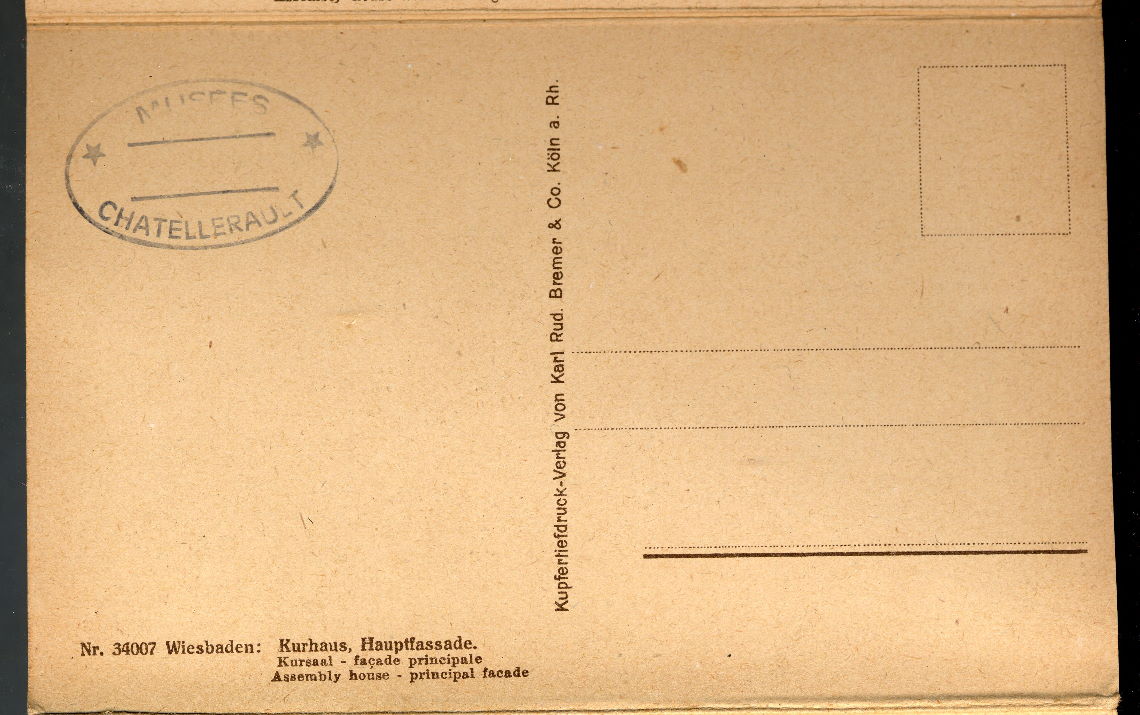 MUSEES
CHATELLERAULT
Kupfertiefdruck-Verlag von Karl Rud. Bremer & Co. Köln a. Rh.
Nr. 34007 Wiesbaden: Kurhaus, Hauptfassade.
Kursaal - façade principale
Assembly house - principal facade